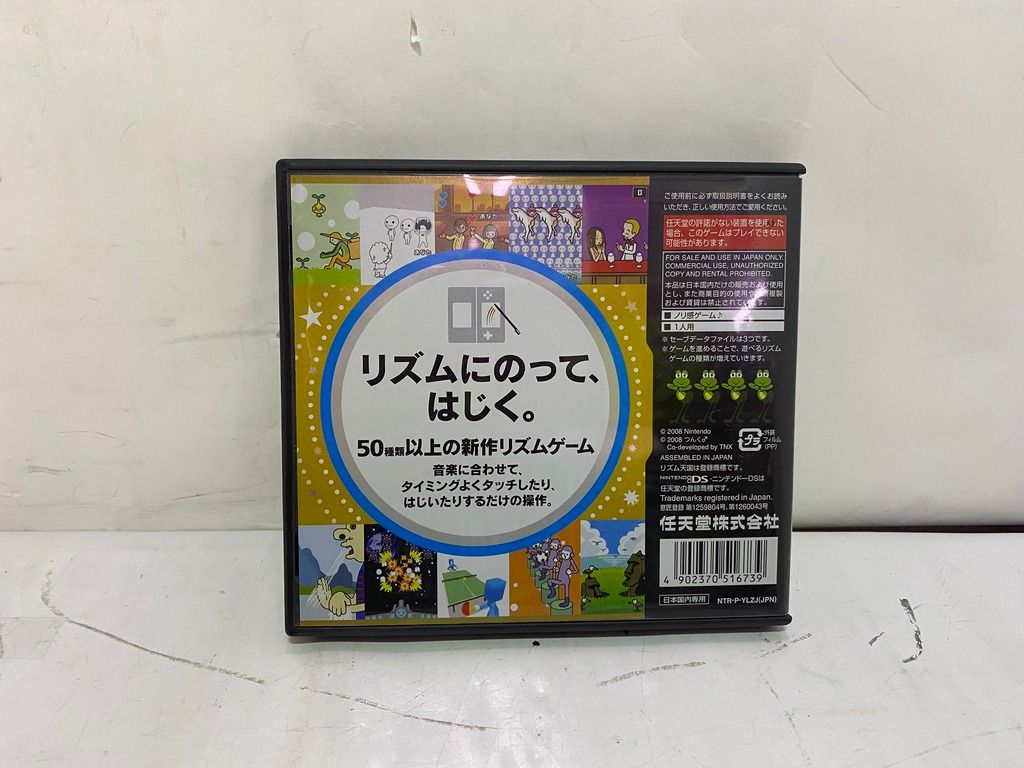 あなた
あなた
リズムにのって、
はじく。
50種類以上の新作リズムゲーム
音楽に合わせて、
タイミングよくタッチしたり、
はじいたりするだけの操作。
ご使用前に必ず取扱説明書をよくお読み
いただき、正しい使用方法でご愛用ください。
任天堂の許諾がない装置を使用した
場合、このゲームはプレイできない
可能性があります。
FOR SALE AND USE IN JAPAN ONLY.
COMMERCIAL USE, UNAUTHORIZED
COPY AND RENTAL PROHIBITED.
本品は日本国内だけの販売および使用
とし、また商業目的の使用や無断複製
および賃貸は禁止されています。
■ ノリ感ゲーム♪
■ 1人用
※セーブデータファイルは3つです。
※ゲームを進めることで、遊べるリズム
ゲームの種類が増えていきます。
© 2008 Nintendo
© 2008 つんく♂
Co-developed by TNX
プラ
外装
フィルム
(PP)
ASSEMBLED IN JAPAN
リズム天国は登録商標です。
NINTENDO DS・ニンテンドーDSは
任天堂の登録商標です。
Trademarks registered in Japan.
意匠登録 第1259804号、第1260043号
任天堂株式会社
4 902370 516739
日本国内専用
NTR-P-YLZJ(JPN)